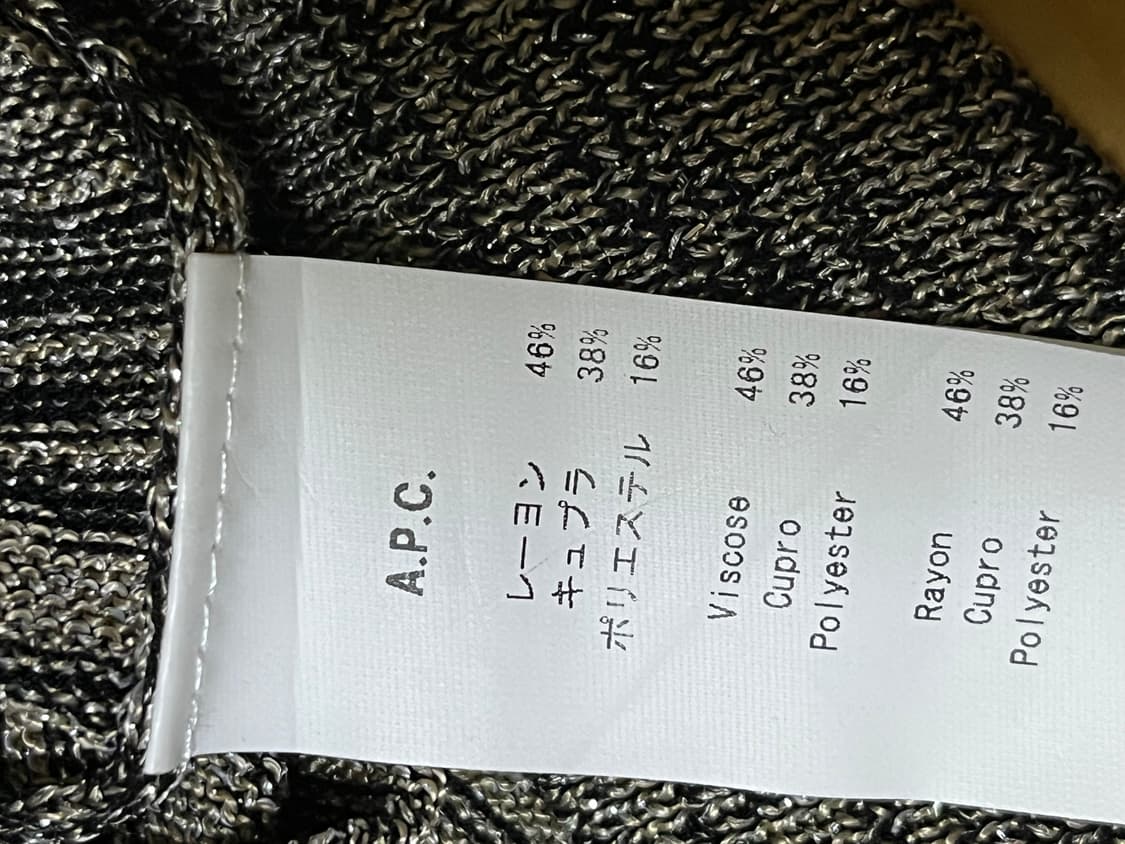 A.P.C.
レーヨン 46%
キュプラ 38%
ポリエステル 16%
Viscose 46%
Cupro 38%
Polyester 16%
Rayon 46%
Cupro 38%
Polyester 16%